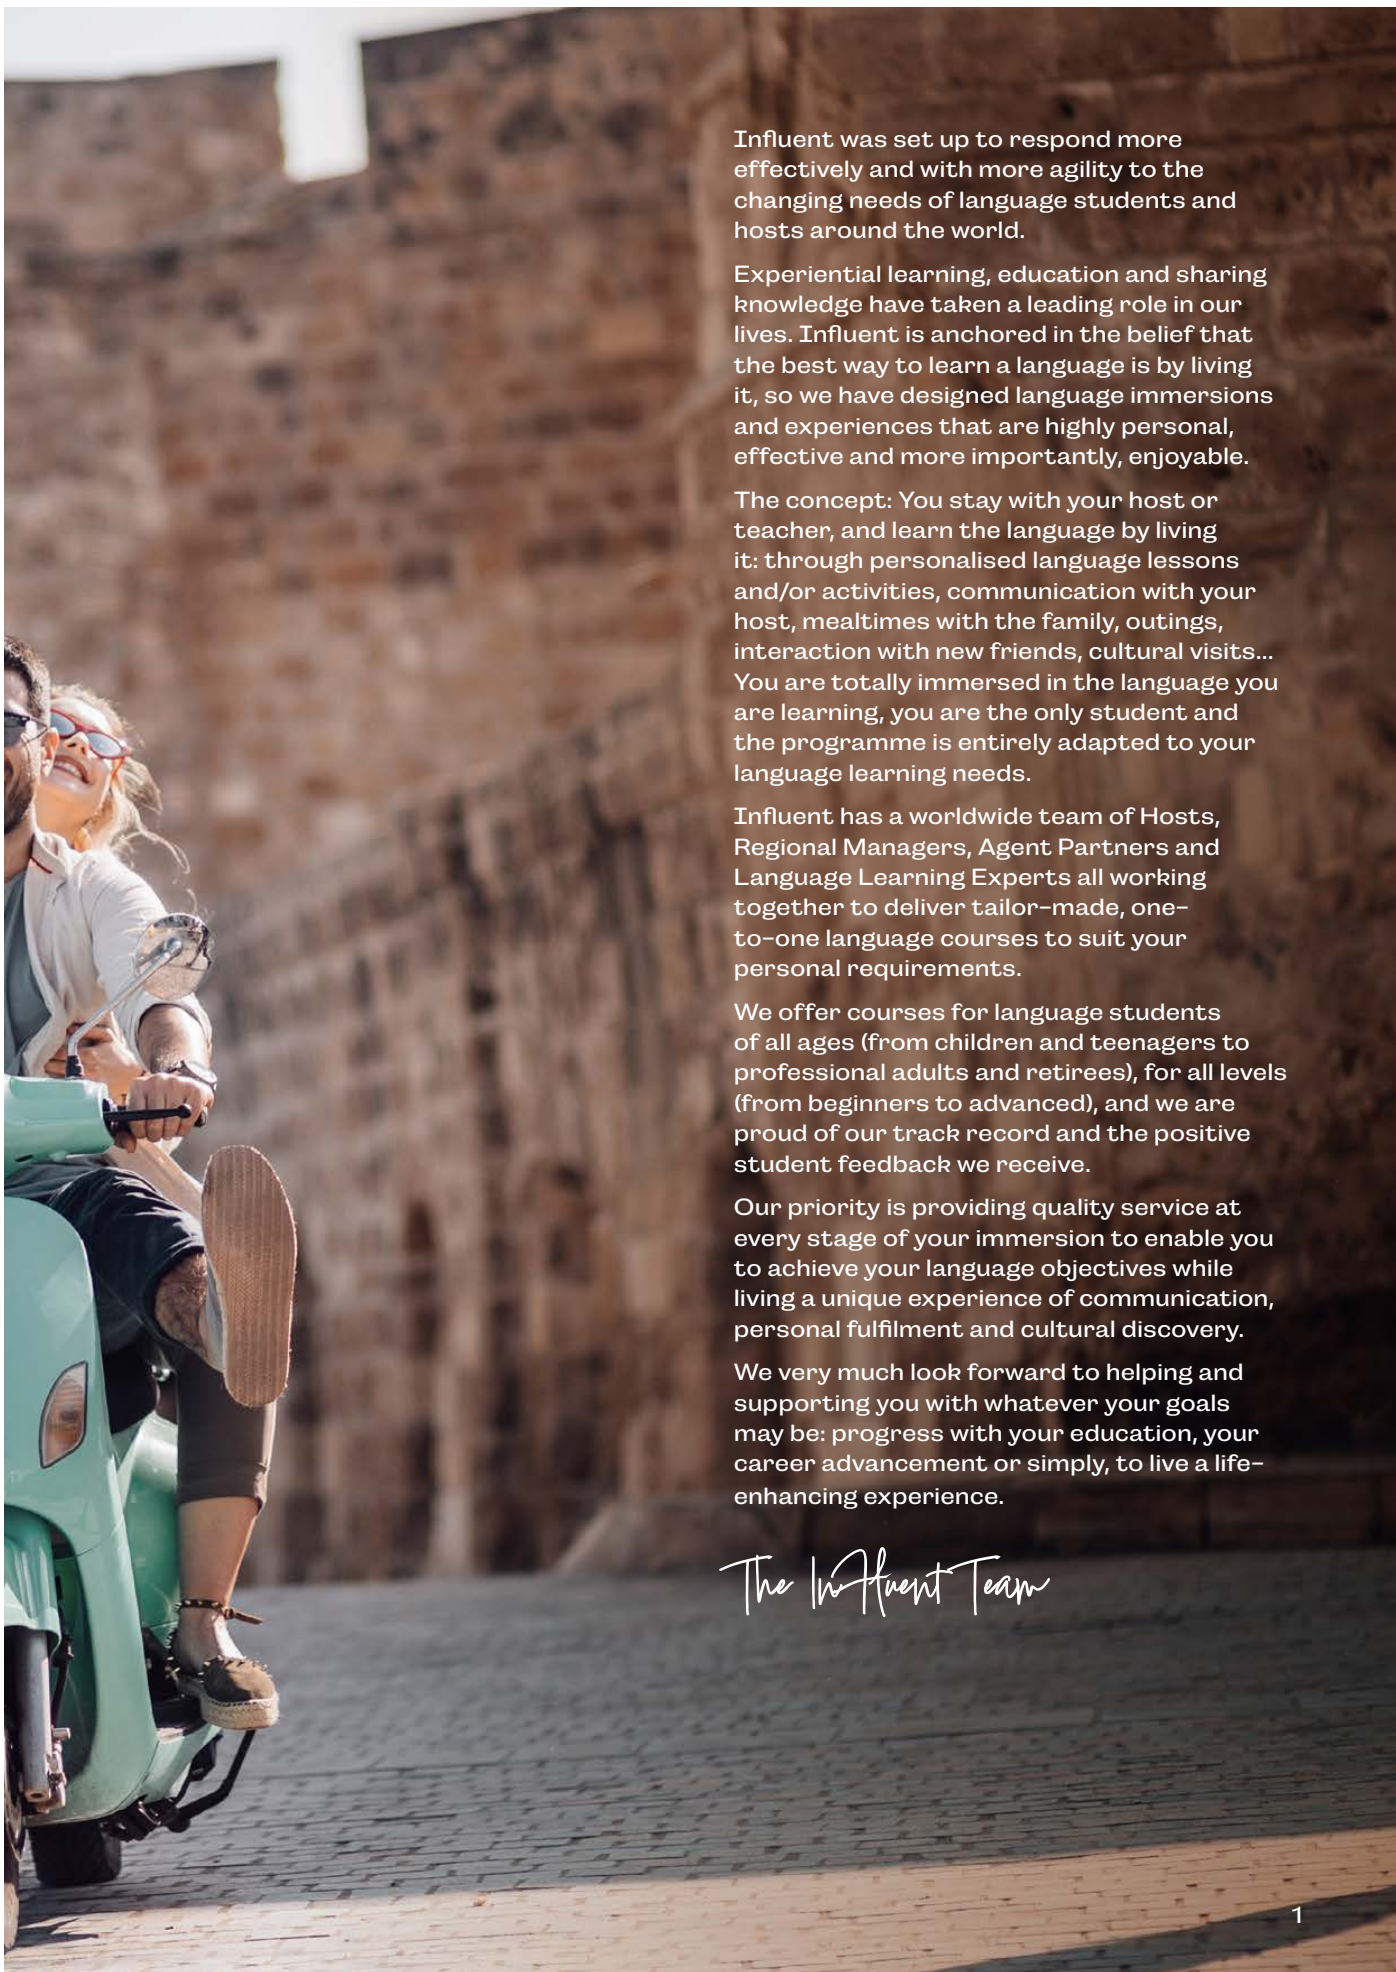 Influent was set up to respond more
effectively and with more agility to the
changing needs of language students and
hosts around the world.
Experiential learning, education and sharing
knowledge have taken a leading role in our
lives. Influent is anchored in the belief that
the best way to learn a language is by living
it, so we have designed language immersions
and experiences that are highly personal,
effective and more importantly, enjoyable.
The concept: You stay with your host or
teacher, and learn the language by living
it: through personalised language lessons
and/or activities, communication with your
host, mealtimes with the family, outings,
interaction with new friends, cultural visits...
You are totally immersed in the language you
are learning, you are the only student and
the programme is entirely adapted to your
language learning needs.
Influent has a worldwide team of Hosts,
Regional Managers, Agent Partners and
Language Learning Experts all working
together to deliver tailor-made, one-
to-one language courses to suit your
personal requirements.
We offer courses for language students
of all ages (from children and teenagers to
professional adults and retirees), for all levels
(from beginners to advanced), and we are
proud of our track record and the positive
student feedback we receive.
Our priority is providing quality service at
every stage of your immersion to enable you
to achieve your language objectives while
living a unique experience of communication,
personal fulfilment and cultural discovery.
We very much look forward to helping and
supporting you with whatever your goals
may be: progress with your education, your
career advancement or simply, to live a life-
enhancing experience.
The Influent Team
1